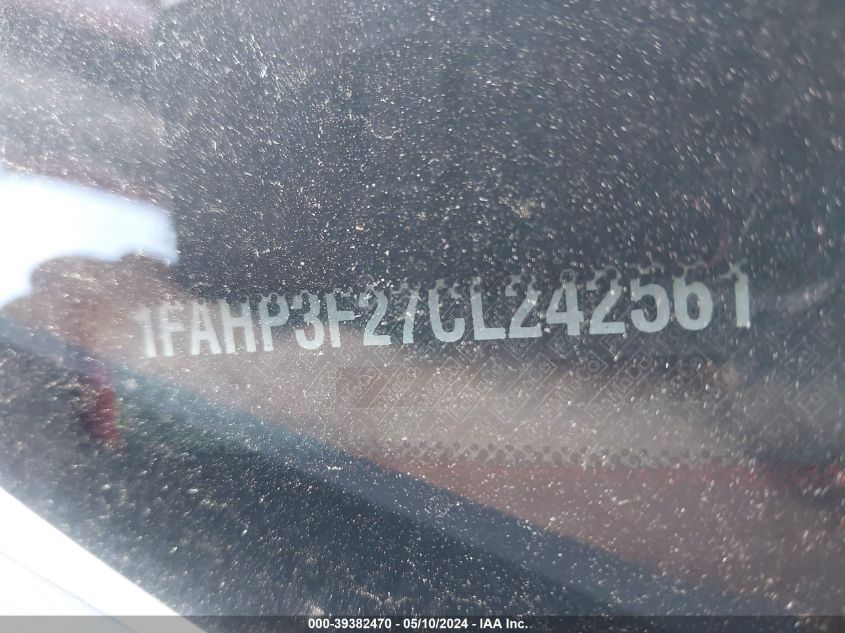 1FAHP3F27CL242561
000-39382470 - 05/10/2024 - IAA Inc.